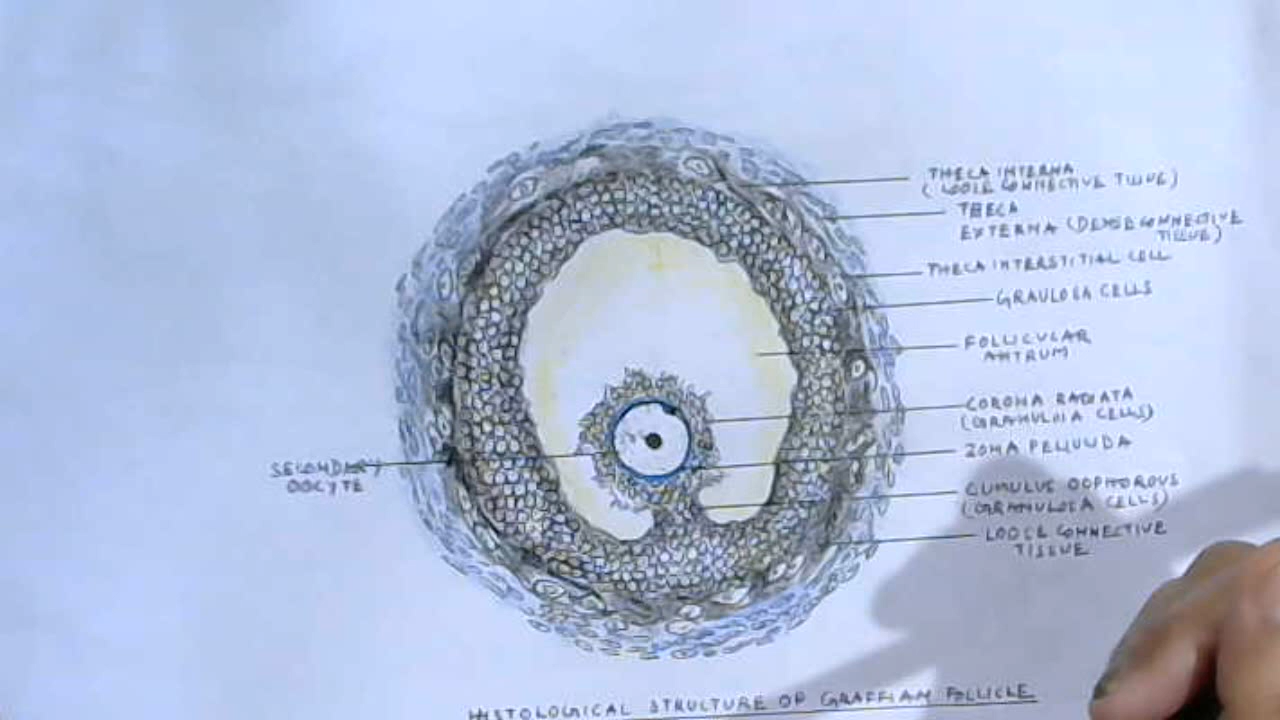 THECA INTERNA
(LOOSE CONNECTIVE TISSUE)
THECA
EXTERNA (DENSE CONNECTIVE
TISSUE)
THECA INTERSTITIAL CELL
GRAULOSA CELLS
FOLLICULAR
ANTRUM
CORONA RADIATA
(GRANULOSA CELLS)
ZONA PELLUCIDA
SECONDARY
OOCYTE
CUMULUS OOPHOROUS
(GRANULOSA CELLS)
LOOSE CONNECTIVE
TISSUE
HISTOLOGICAL STRUCTURE OF GRAFFIAN FOLLICLE